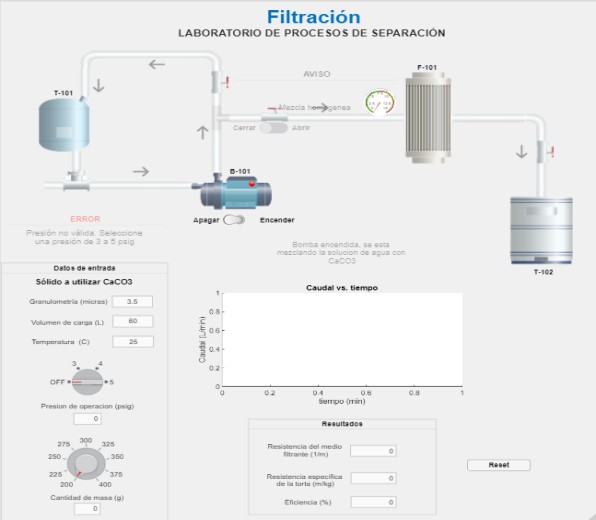 Filtración
LABORATORIO DE PROCESOS DE SEPARACIÓN
F-101
AVISO
T-101
Mezcla homogenea
Cerrar
Abrir
B-101
ERROR
Presión no válida. Seleccione
una presión de 3 a 5 psig
Apagar
Encender
Bomba encendida, se esta
mezclando la solucion de agua con
CaCO3
T-102
Datos de entrada
Sólido a utilizar CaCO3
Granulometría (micras) 3.5
Volumen de carga (L) 60
Temperatura (C) 25
3 4
OFF 5
Presion de operacion (psig)
0
275 300 325
250 350
225 375
200 400
Cantidad de masa (g)
0
Caudal vs. tiempo
1
0.8
0.6
0.4
0.2
0
Caudal (L/min)
0 0.2 0.4 0.6 0.8 1
tiempo (min)
Resultados
Resistencia del medio
filtrante (1/m) 0
Resistencia especifica
de la torta (m/kg) 0
Eficiencia (%) 0
Reset